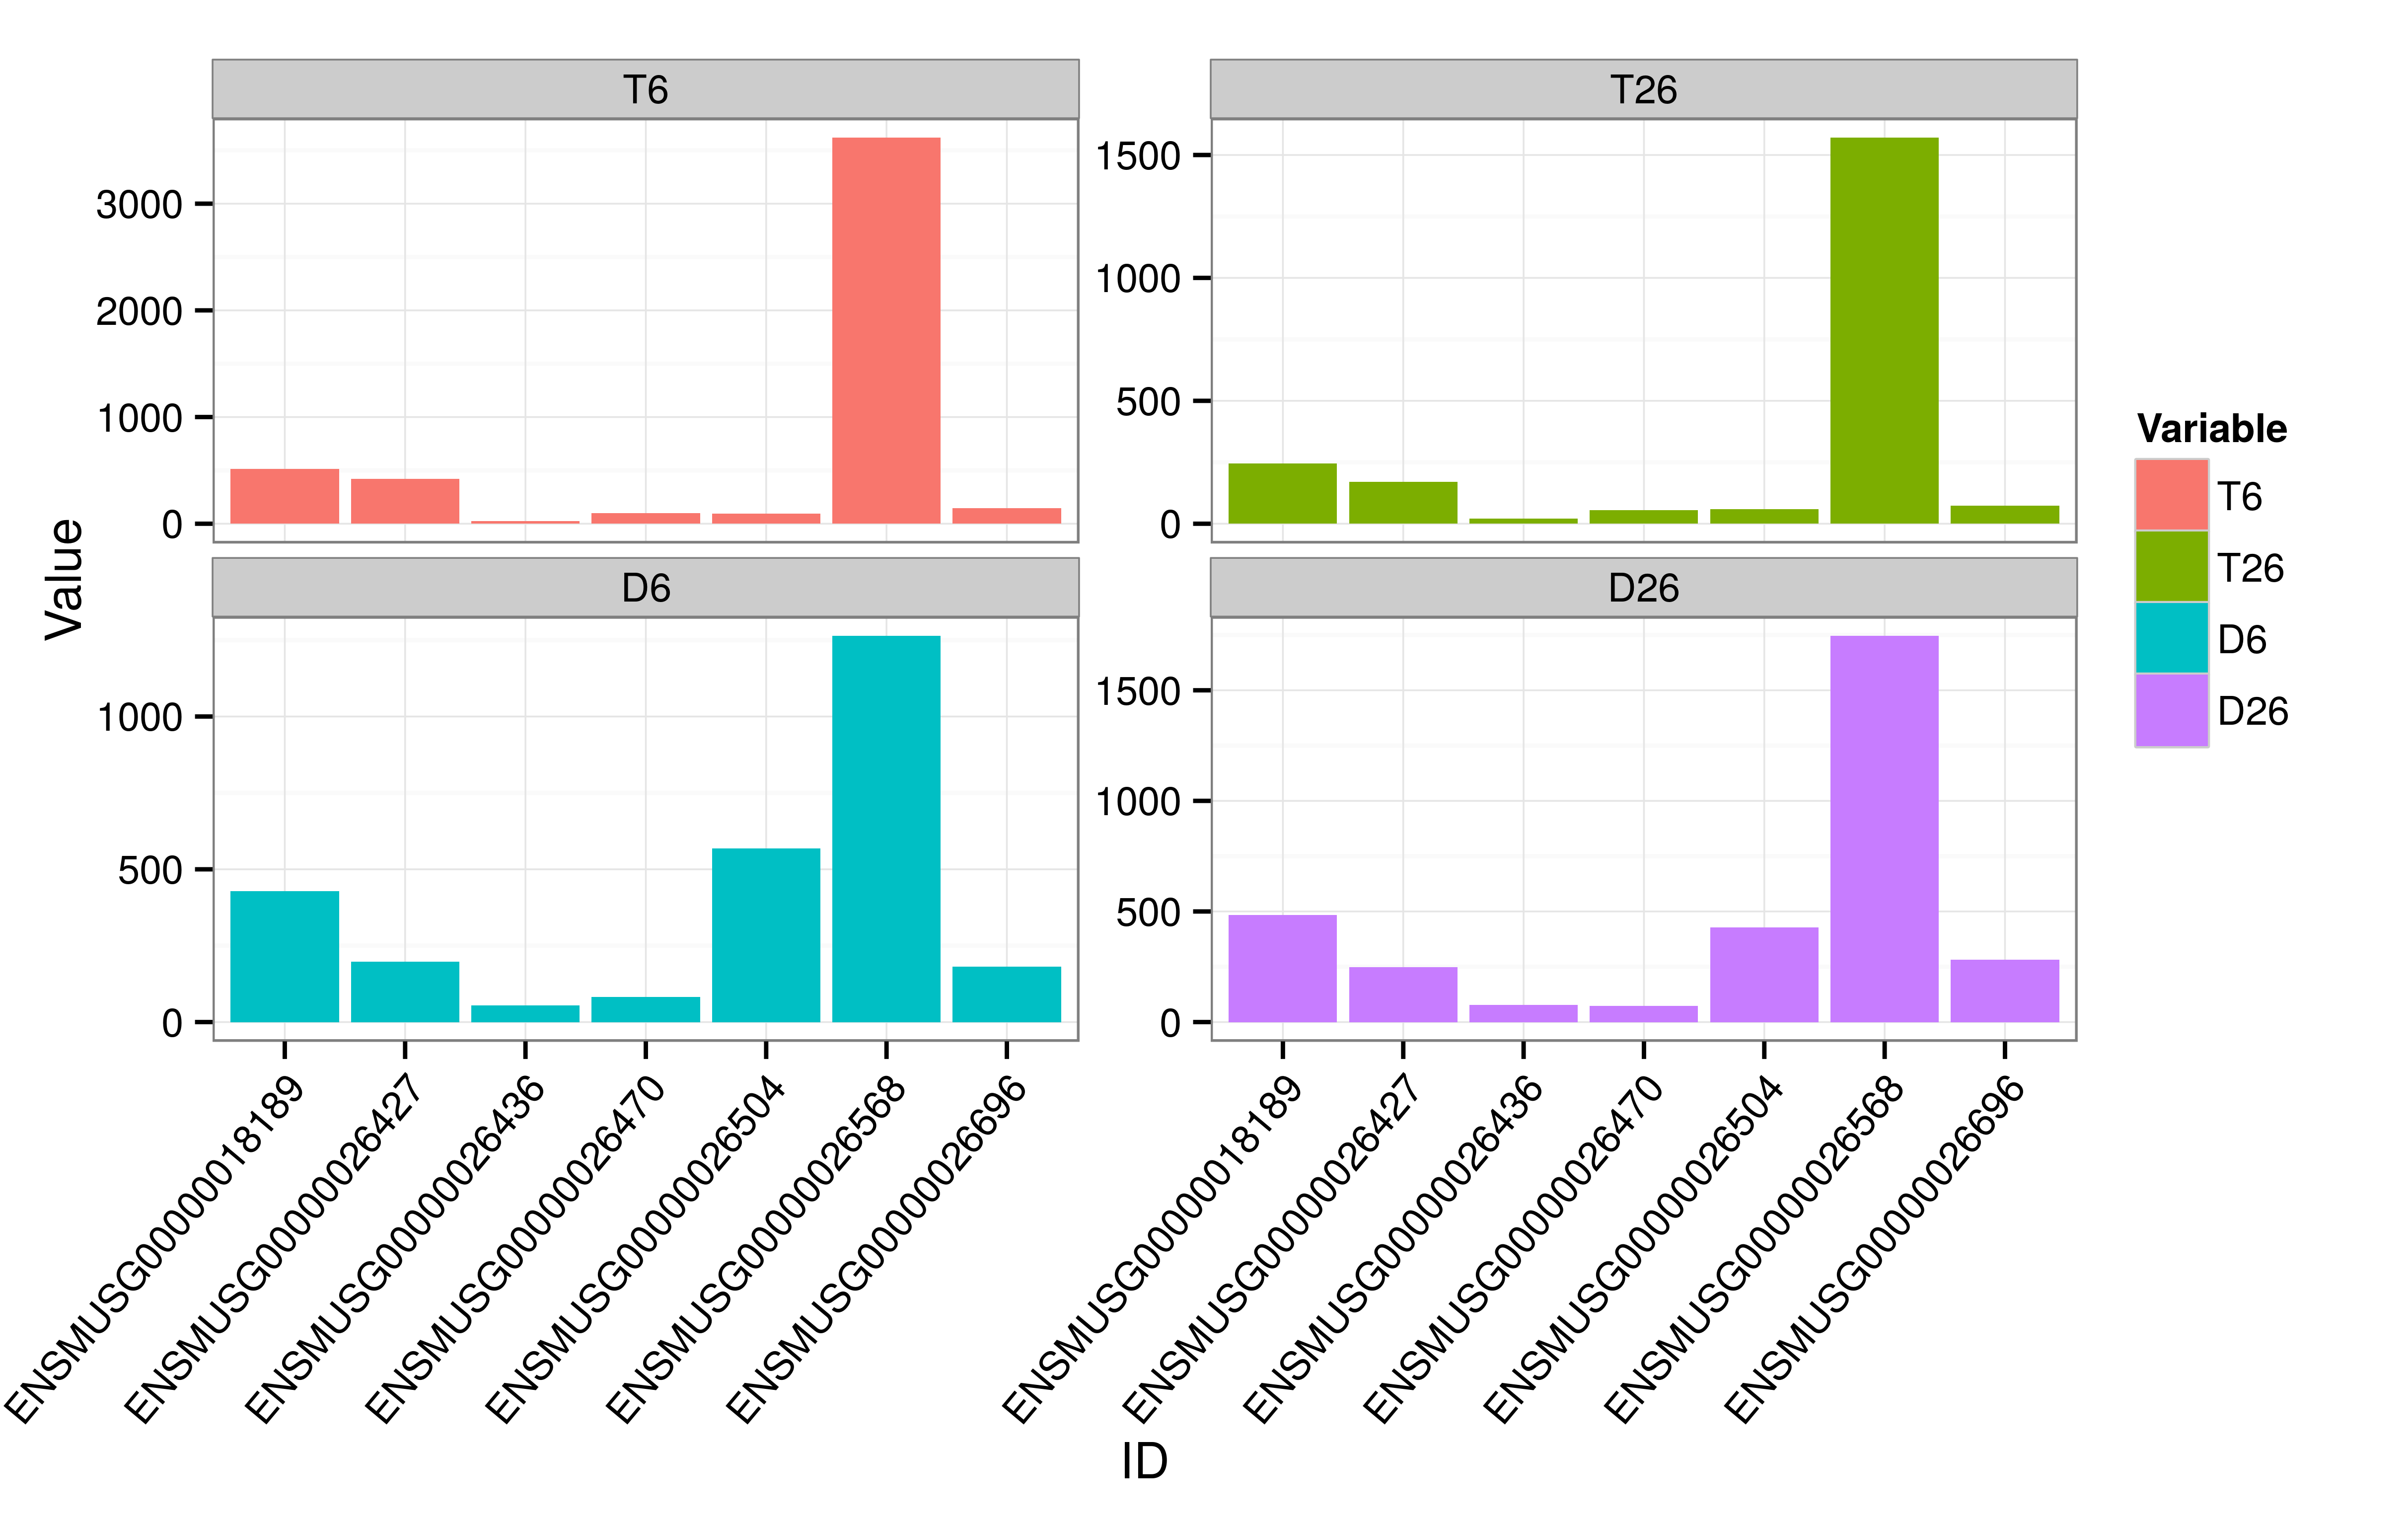 T6
T26
3000
2000
1000
0
1500
1000
500
0
Value
D6
D26
1000
500
0
1500
1000
500
0
ENSMUSG00000018189
ENSMUSG00000026427
ENSMUSG00000026436
ENSMUSG00000026470
ENSMUSG00000026504
ENSMUSG00000026568
ENSMUSG00000026696
ENSMUSG00000018189
ENSMUSG00000026427
ENSMUSG00000026436
ENSMUSG00000026470
ENSMUSG00000026504
ENSMUSG00000026568
ENSMUSG00000026696
ID
Variable
T6
T26
D6
D26